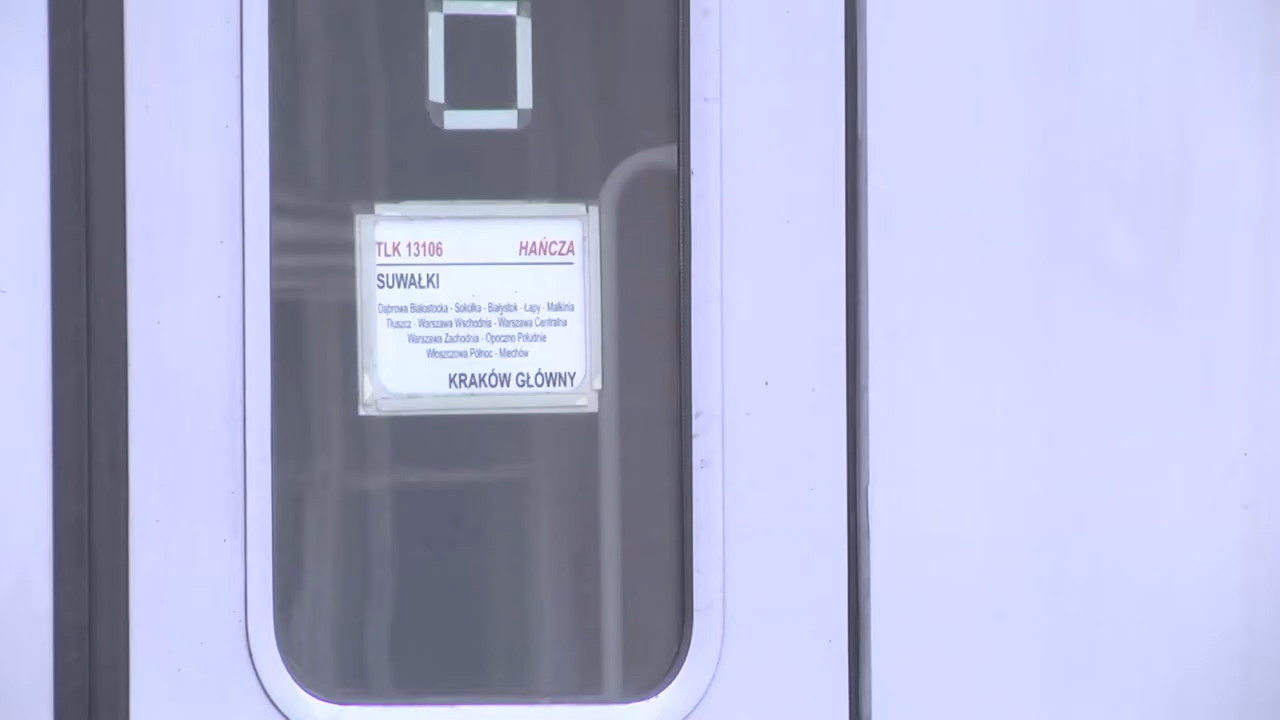 0
TLK 13106 HAŃCZA
SUWAŁKI
Dąbrowa Białostocka - Sokółka - Białystok - Łapy - Małkinia
Tłuszcz - Warszawa Wschodnia - Warszawa Centralna
Warszawa Zachodnia - Opoczno Południe
Włoszczowa Północ - Miechów
KRAKÓW GŁÓWNY